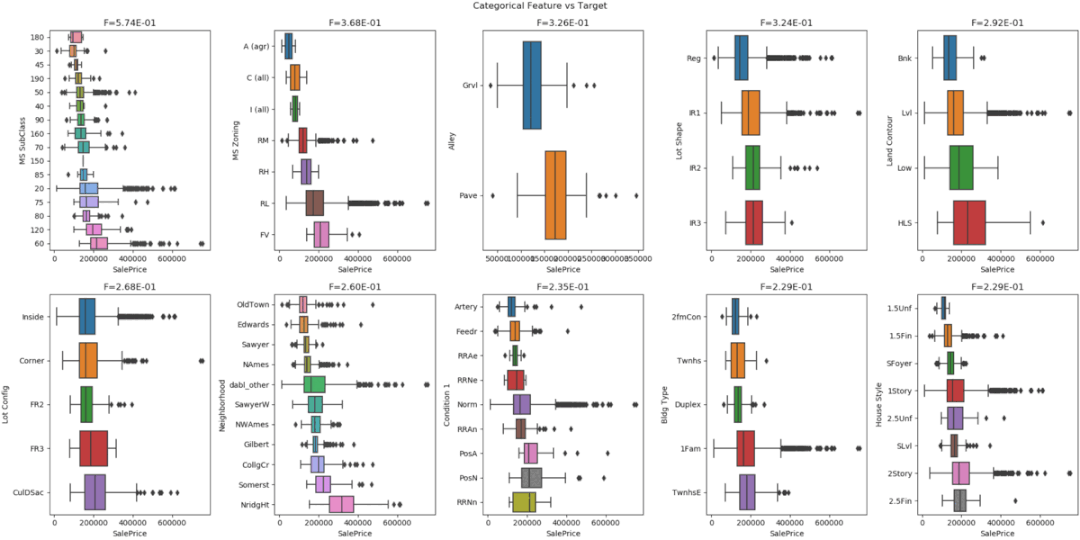 Categorical Feature vs Target
F=5.74E-01
MS SubClass
180
30
45
190
50
40
90
160
70
150
85
20
75
80
120
60
200000 400000 600000
SalePrice
F=3.68E-01
MS Zoning
A (agr)
C (all)
I (all)
RM
RH
RL
FV
200000 400000 600000
SalePrice
F=3.26E-01
Alley
Grvl
Pave
50000 100000 150000 200000 250000 300000 350000
SalePrice
F=3.24E-01
Lot Shape
Reg
IR1
IR2
IR3
200000 400000 600000
SalePrice
F=2.92E-01
Land Contour
Bnk
Lvl
Low
HLS
200000 400000 600000
SalePrice
F=2.68E-01
Lot Config
Inside
Corner
FR2
FR3
CulDSac
200000 400000 600000
SalePrice
F=2.60E-01
Neighborhood
OldTown
Edwards
Sawyer
NAmes
dabl_other
SawyerW
NWAmes
Gilbert
CollgCr
Somerst
NridgHt
200000 400000 600000
SalePrice
F=2.35E-01
Condition 1
Artery
Feedr
RRAe
RRNe
Norm
RRAn
PosA
PosN
RRNn
0 200000 400000 600000
SalePrice
F=2.29E-01
Bldg Type
2fmCon
Twnhs
Duplex
1Fam
TwnhsE
200000 400000 600000
SalePrice
F=2.29E-01
House Style
1.5Unf
1.5Fin
SFoyer
1Story
2.5Unf
SLvl
2Story
2.5Fin
200000 400000 600000
SalePrice